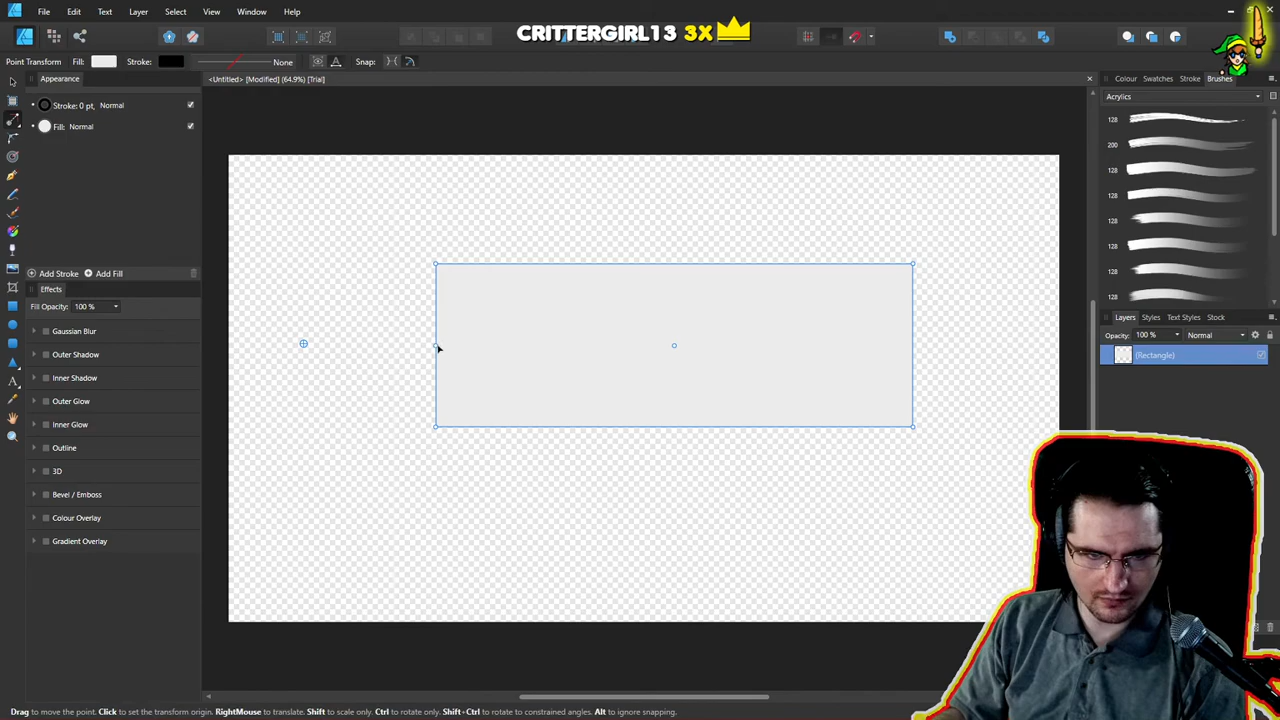 File Edit Text Layer Select View Window Help
CRITTERGIRL13 3X
Point Transform Fill: Stroke: None Snap:
Appearance
<Untitled> [Modified] (64.9%) [Trial]
Colour Swatches Stroke Brushes
Acrylics
Stroke: 0 pt, Normal
Fill: Normal
128
200
128
128
128
128
128
128
Add Stroke Add Fill
Effects
Fill Opacity: 100 %
Gaussian Blur
Outer Shadow
Inner Shadow
Outer Glow
Inner Glow
Outline
3D
Bevel / Emboss
Colour Overlay
Gradient Overlay
Layers Styles Text Styles Stock
Opacity: 100 % Normal
(Rectangle)
Drag to move the point. Click to set the transform origin. RightMouse to translate. Shift to scale only. Ctrl to rotate only. Shift+Ctrl to rotate to constrained angles. Alt to ignore snapping.